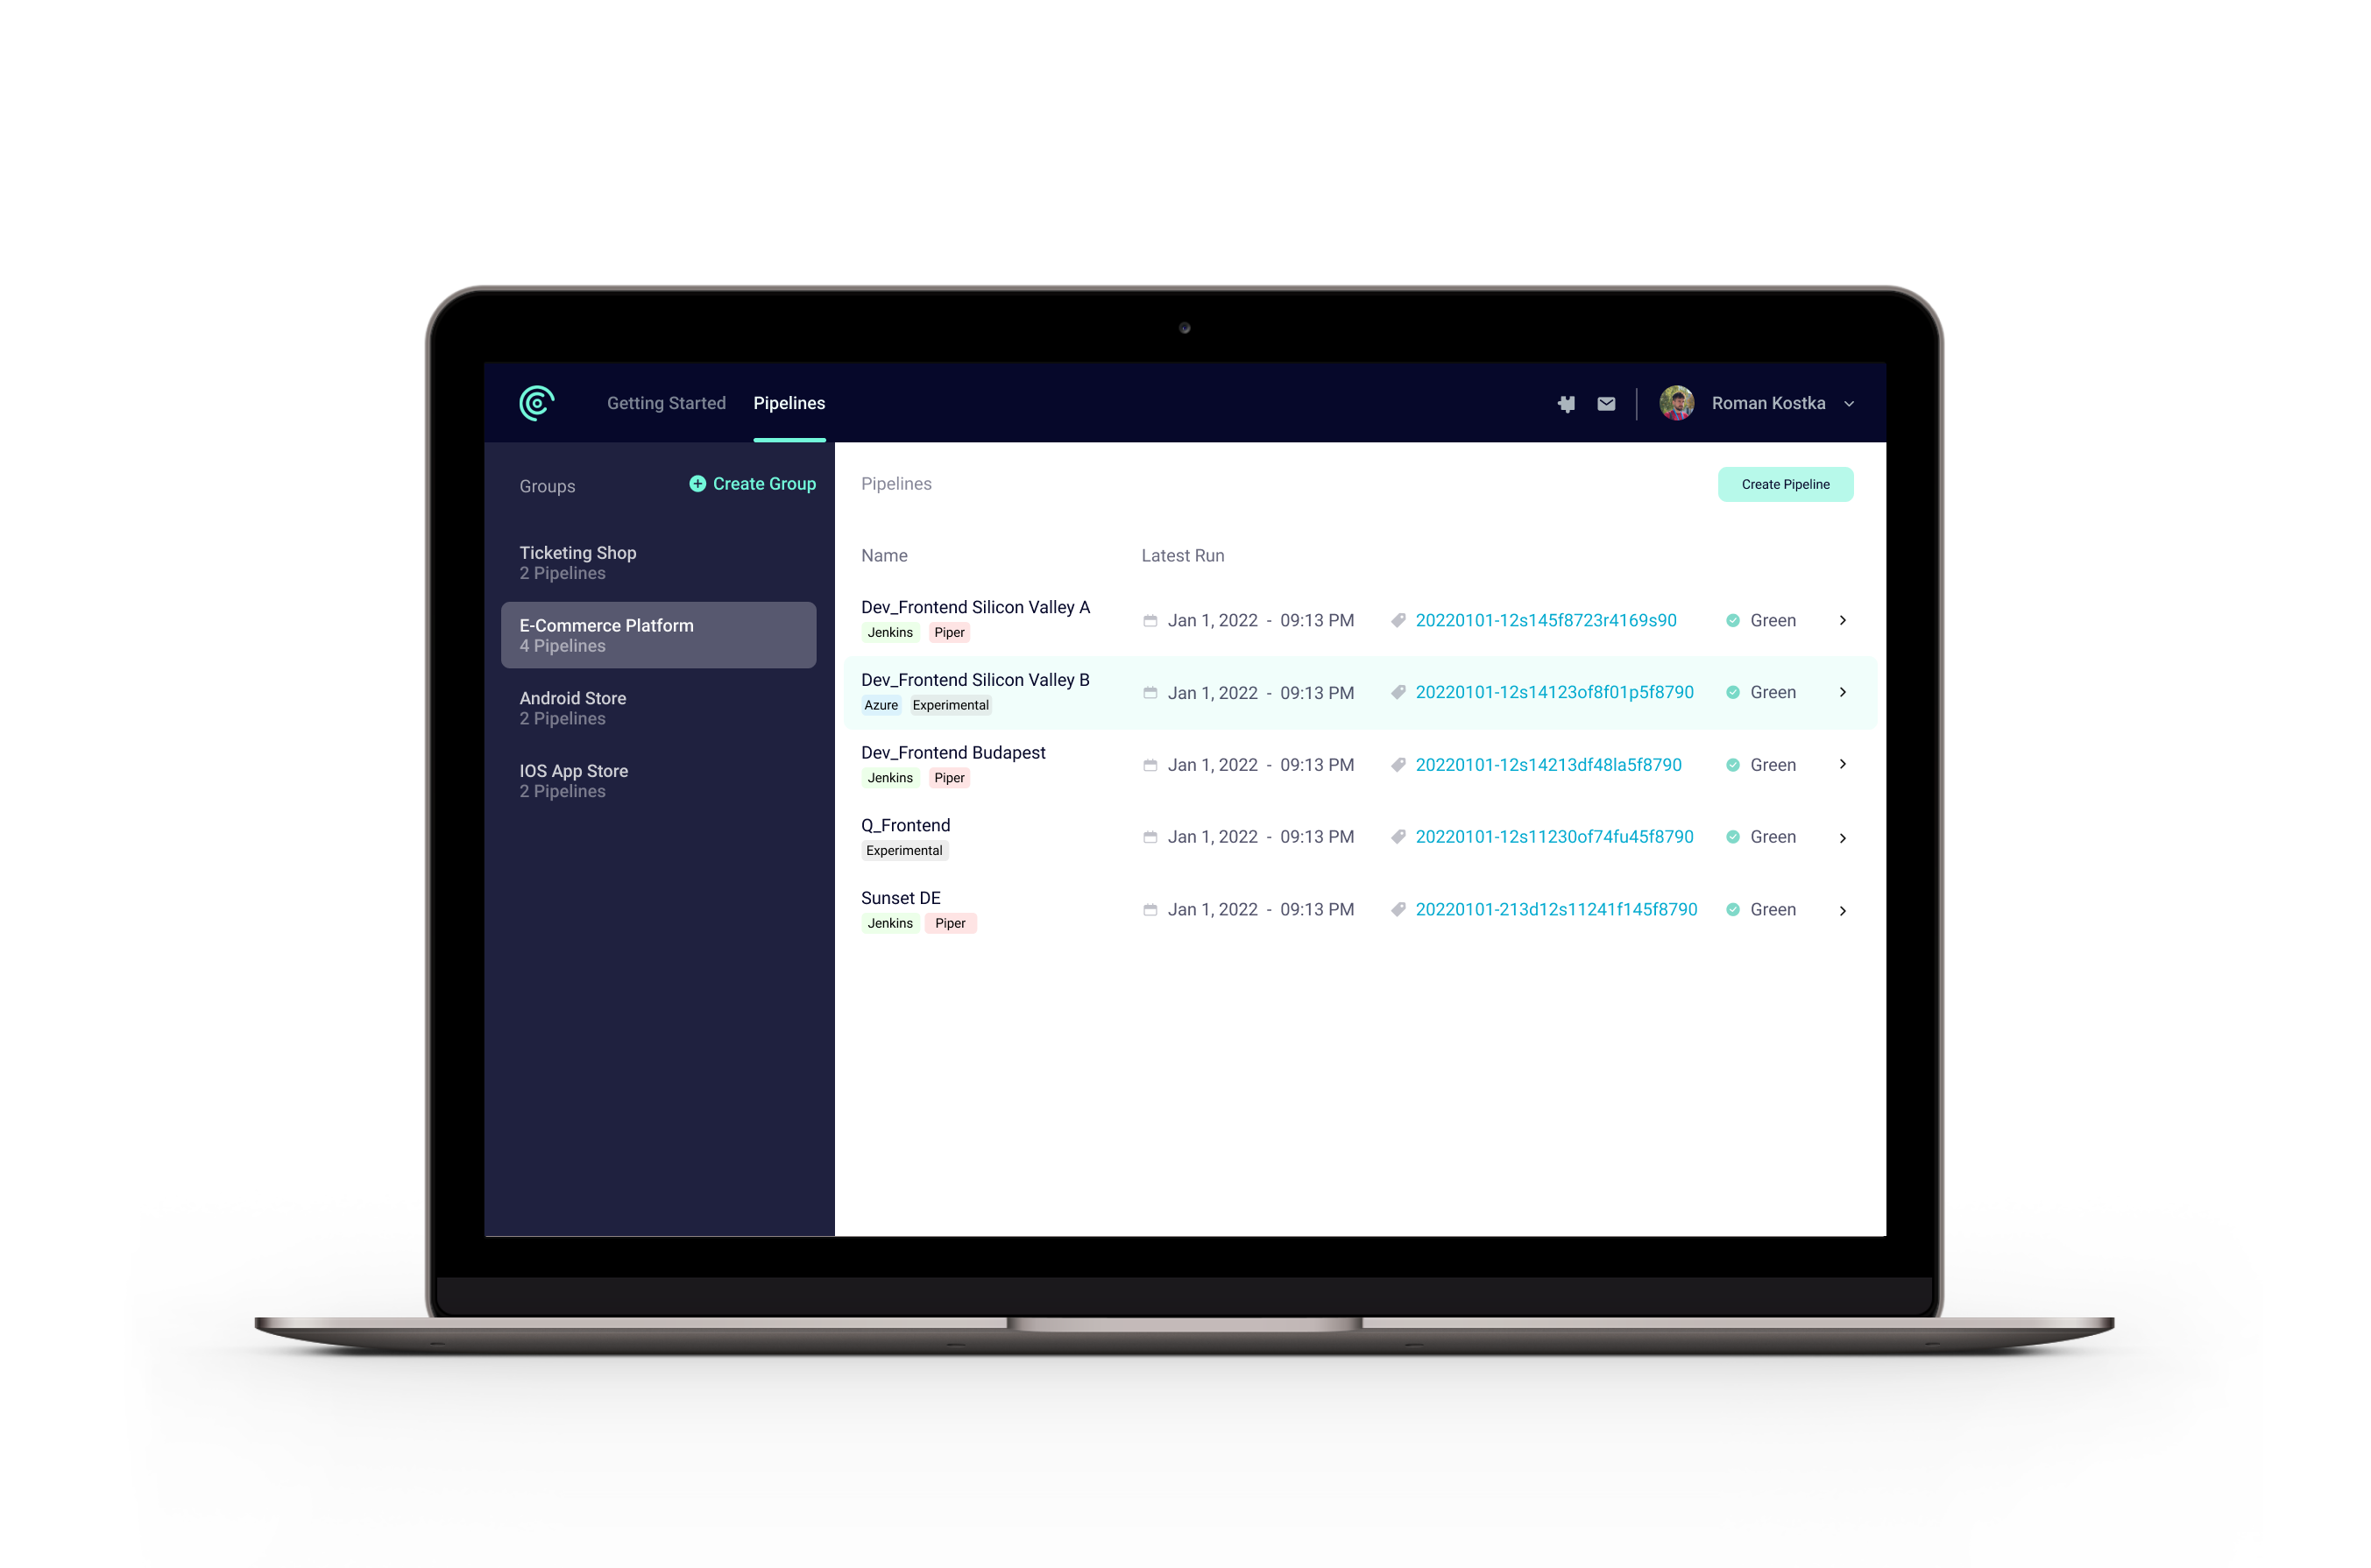 Getting Started Pipelines Roman Kostka
Groups Create Group
Ticketing Shop
2 Pipelines
E-Commerce Platform
4 Pipelines
Android Store
2 Pipelines
IOS App Store
2 Pipelines
Pipelines Create Pipeline
Name Latest Run
Dev_Frontend Silicon Valley A
Jenkins Piper
Jan 1, 2022 - 09:13 PM 20220101-12s145f8723r4169s90 Green
Dev_Frontend Silicon Valley B
Azure Experimental
Jan 1, 2022 - 09:13 PM 20220101-12s14123of8f01p5f8790 Green
Dev_Frontend Budapest
Jenkins Piper
Jan 1, 2022 - 09:13 PM 20220101-12s14213df48la5f8790 Green
Q_Frontend
Experimental
Jan 1, 2022 - 09:13 PM 20220101-12s11230of74fu45f8790 Green
Sunset DE
Jenkins Piper
Jan 1, 2022 - 09:13 PM 20220101-213d12s11241f145f8790 Green